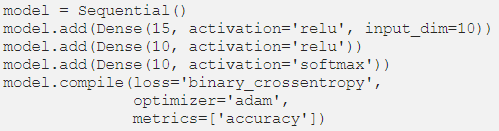 model = Sequential()
model.add(Dense(15, activation='relu', input_dim=10))
model.add(Dense(10, activation='relu'))
model.add(Dense(10, activation='softmax'))
model.compile(loss='binary_crossentropy',
              optimizer='adam',
              metrics=['accuracy'])